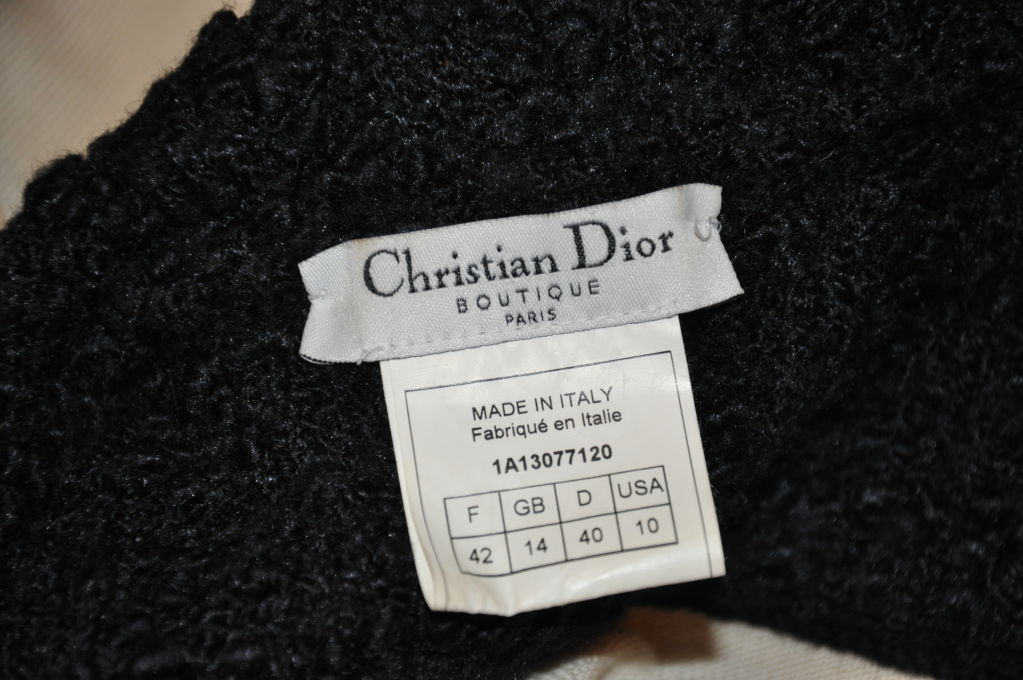 Christian Dior
BOUTIQUE
PARIS
MADE IN ITALY
Fabriqué en Italie
1A13077120
F GB D USA
42 14 40 10